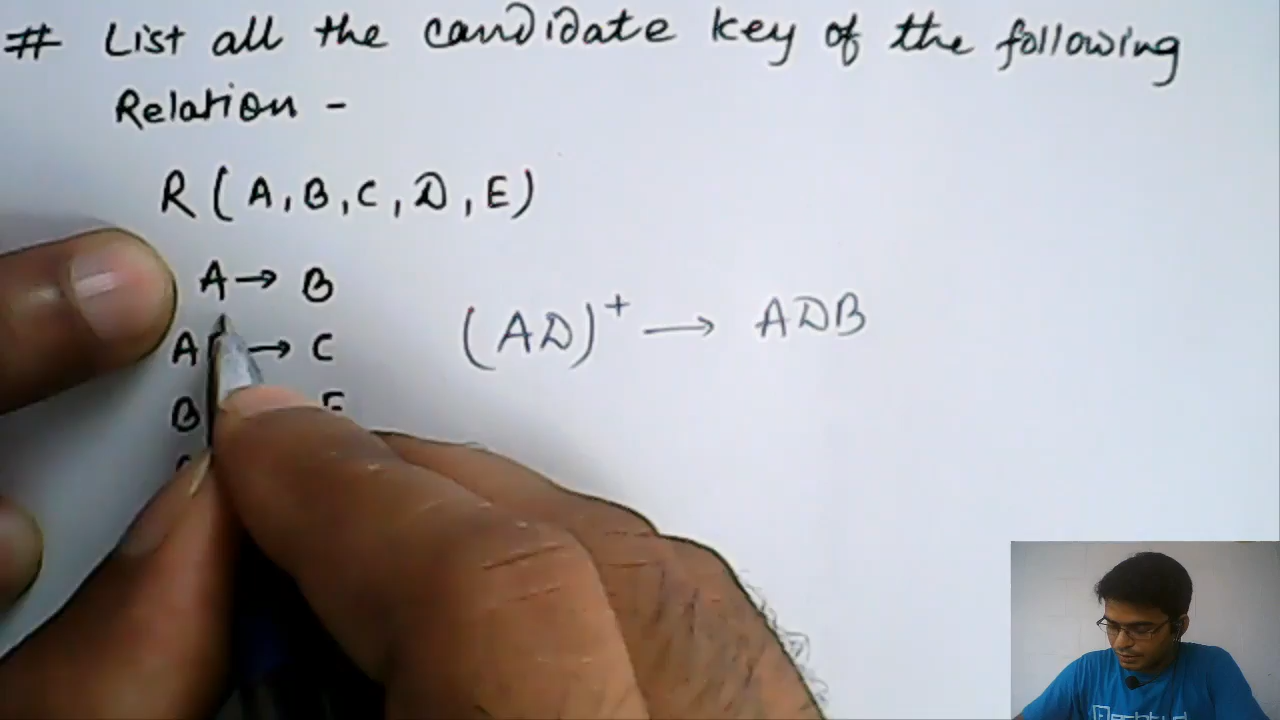 # List all the candidate key of the following
Relation -
R ( A, B, C, D, E )
A → B
A → C
B E
(AD)+ → ADB